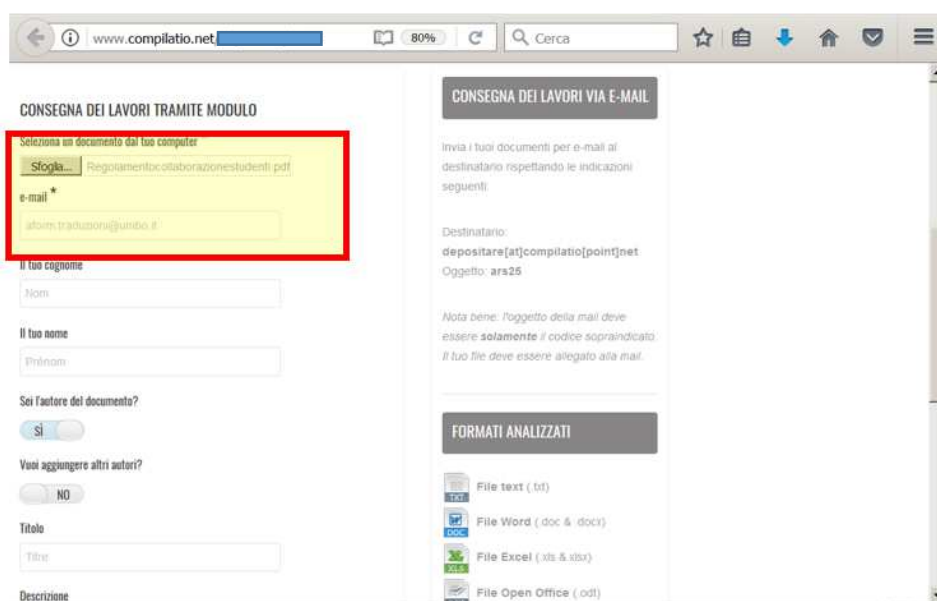 www.compilatio.net
80%
Cerca
CONSEGNA DEI LAVORI TRAMITE MODULO
Seleziona un documento dal tuo computer
Sfoglia... Regolamentocollaborazionestudenti.pdf
e-mail *
Il tuo cognome
Nom
Il tuo nome
Prénom
Sei l'autore del documento?
SÌ
Vuoi aggiungere altri autori?
NO
Titolo
Titre
Descrizione
CONSEGNA DEI LAVORI VIA E-MAIL
Invia i tuoi documenti per e-mail al
destinatario rispettando le indicazioni
seguenti:
Destinatario:
depositare[at]compilatio[point]net
Oggetto: ars25
Nota bene: l'oggetto della mail deve
essere solamente il codice sopraindicato.
Il tuo file deve essere allegato alla mail.
FORMATI ANALIZZATI
TXT File text (.txt)
DOC File Word (.doc & .docx)
XLS File Excel (.xls & .xlsx)
File Open Office (.odt)